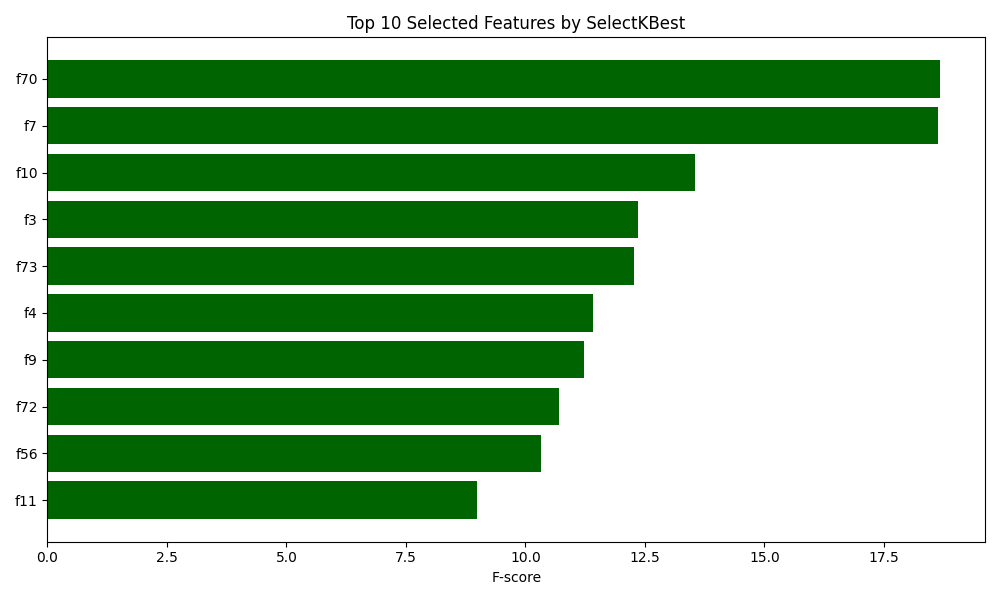 Top 10 Selected Features by SelectKBest
f70
f7
f10
f3
f73
f4
f9
f72
f56
f11
0.0 2.5 5.0 7.5 10.0 12.5 15.0 17.5
F-score